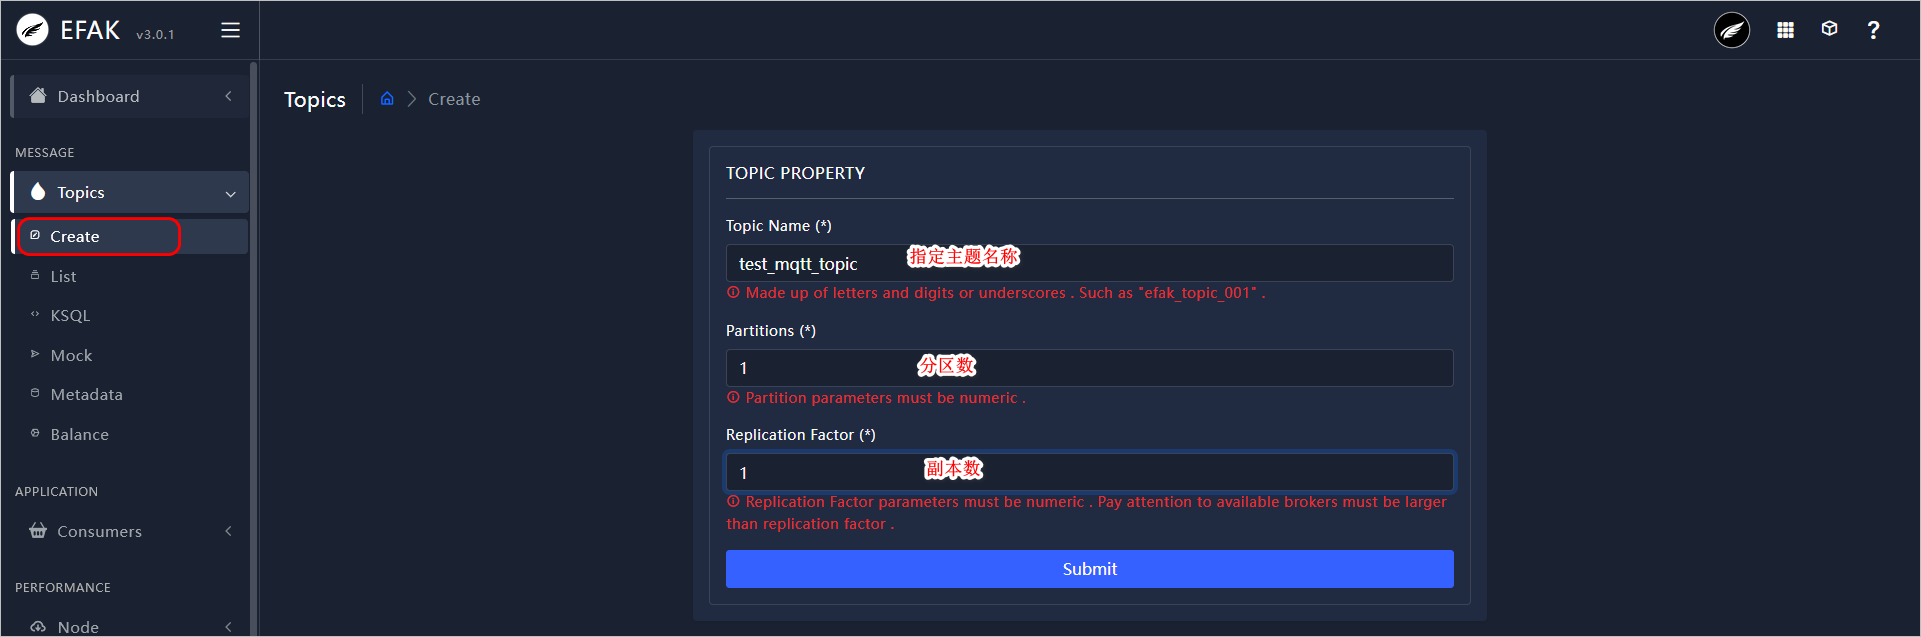 EFAK v3.0.1
Dashboard
MESSAGE
Topics
Create
List
KSQL
Mock
Metadata
Balance
APPLICATION
Consumers
PERFORMANCE
Node
Topics
Create
TOPIC PROPERTY
Topic Name (*)
test_mqtt_topic 指定主题名称
Made up of letters and digits or underscores . Such as "efak_topic_001" .
Partitions (*)
1 分区数
Partition parameters must be numeric .
Replication Factor (*)
1 副本数
Replication Factor parameters must be numeric . Pay attention to available brokers must be larger
than replication factor .
Submit